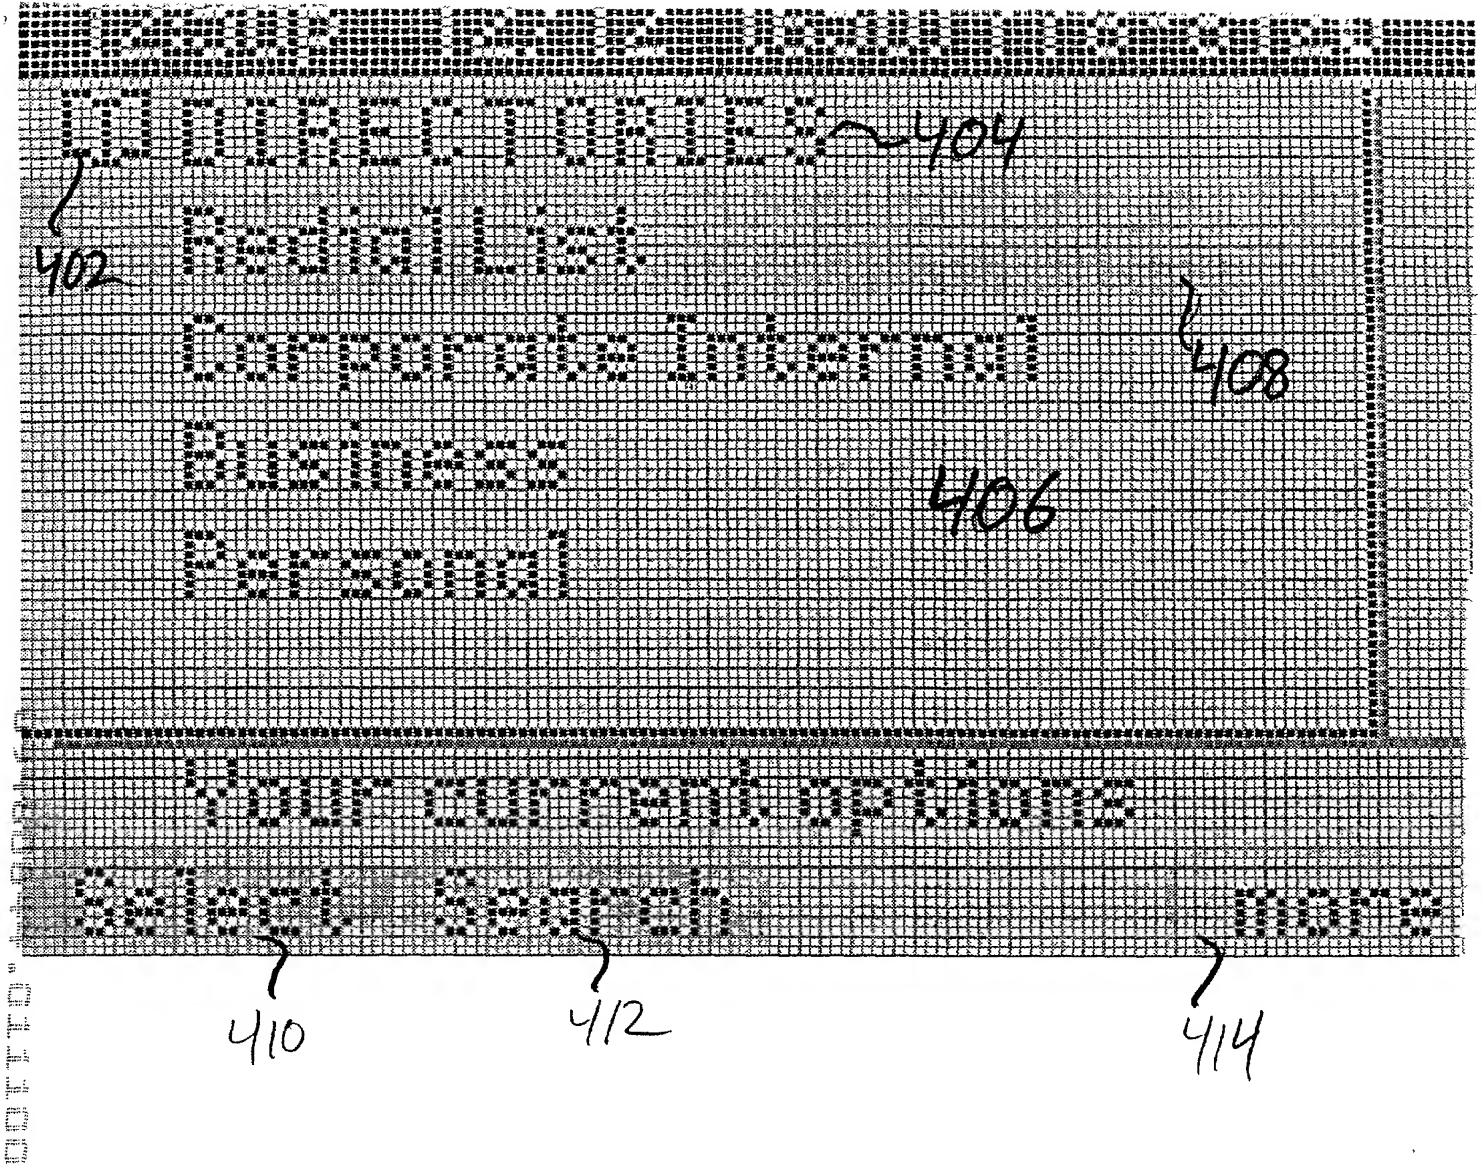 DIRECTORIES 404
Redial List
402
Corporate Internal
408
Business
406
Personal
Your current options
Select Search more
410 412 414